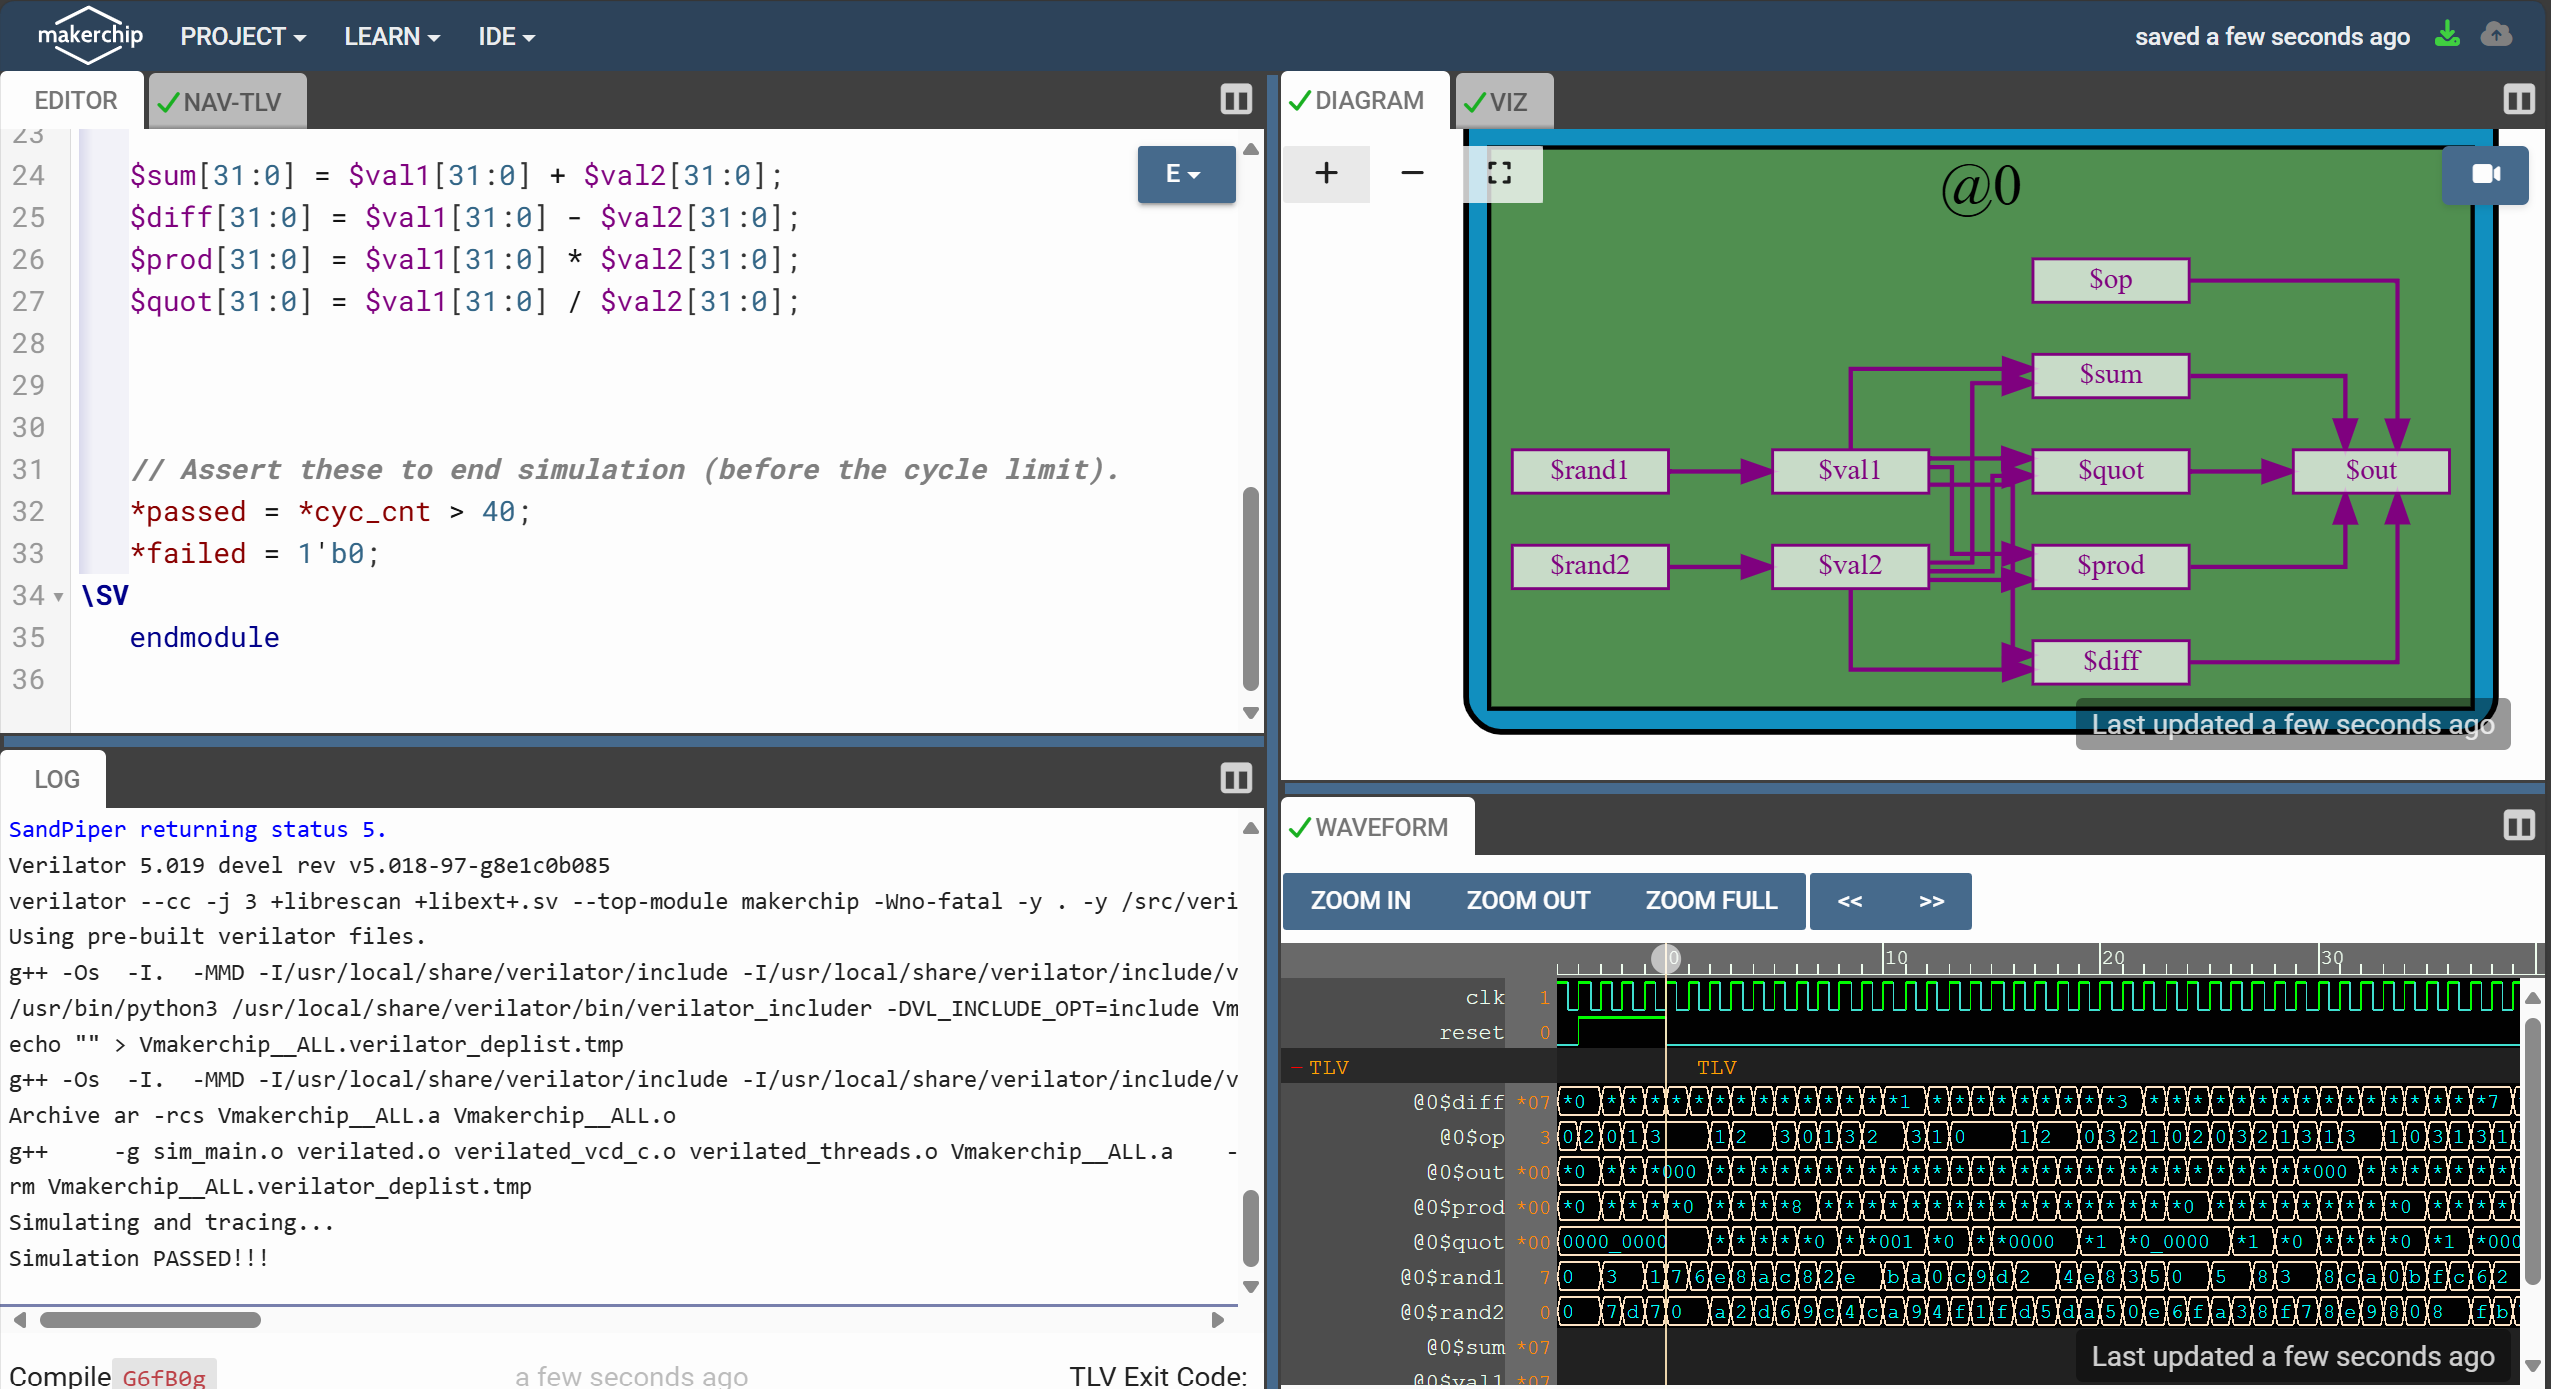 makerchip PROJECT LEARN IDE saved a few seconds ago
EDITOR NAV-TLV
E
23
24 $sum[31:0] = $val1[31:0] + $val2[31:0];
25 $diff[31:0] = $val1[31:0] - $val2[31:0];
26 $prod[31:0] = $val1[31:0] * $val2[31:0];
27 $quot[31:0] = $val1[31:0] / $val2[31:0];
28
29
30
31 // Assert these to end simulation (before the cycle limit).
32 *passed = *cyc_cnt > 40;
33 *failed = 1'b0;
34 \SV
35 endmodule
36
LOG
SandPiper returning status 5.
Verilator 5.019 devel rev v5.018-97-g8e1c0b085
verilator --cc -j 3 +librescan +libext+.sv --top-module makerchip -Wno-fatal -y . -y /src/veri
Using pre-built verilator files.
g++ -Os -I. -MMD -I/usr/local/share/verilator/include -I/usr/local/share/verilator/include/v
/usr/bin/python3 /usr/local/share/verilator/bin/verilator_includer -DVL_INCLUDE_OPT=include Vm
echo "" > Vmakerchip__ALL.verilator_deplist.tmp
g++ -Os -I. -MMD -I/usr/local/share/verilator/include -I/usr/local/share/verilator/include/v
Archive ar -rcs Vmakerchip__ALL.a Vmakerchip__ALL.o
g++ -g sim_main.o verilated.o verilated_vcd_c.o verilated_threads.o Vmakerchip__ALL.a -
rm Vmakerchip__ALL.verilator_deplist.tmp
Simulating and tracing...
Simulation PASSED!!!
Compile G6fB0g a few seconds ago TLV Exit Code:
DIAGRAM VIZ
+ −
@0
$op
$sum
$rand1 $val1 $quot $out
$rand2 $val2 $prod
$diff
Last updated a few seconds ago
WAVEFORM
ZOOM IN ZOOM OUT ZOOM FULL << >>
0 10 20 30
clk 1
reset 0
TLV TLV
@0$diff *07
@0$op 3
@0$out *00
@0$prod *00
@0$quot *00 0000_0000
@0$rand1 7
@0$rand2 0
@0$sum *07
@0$val1 *07
Last updated a few seconds ago